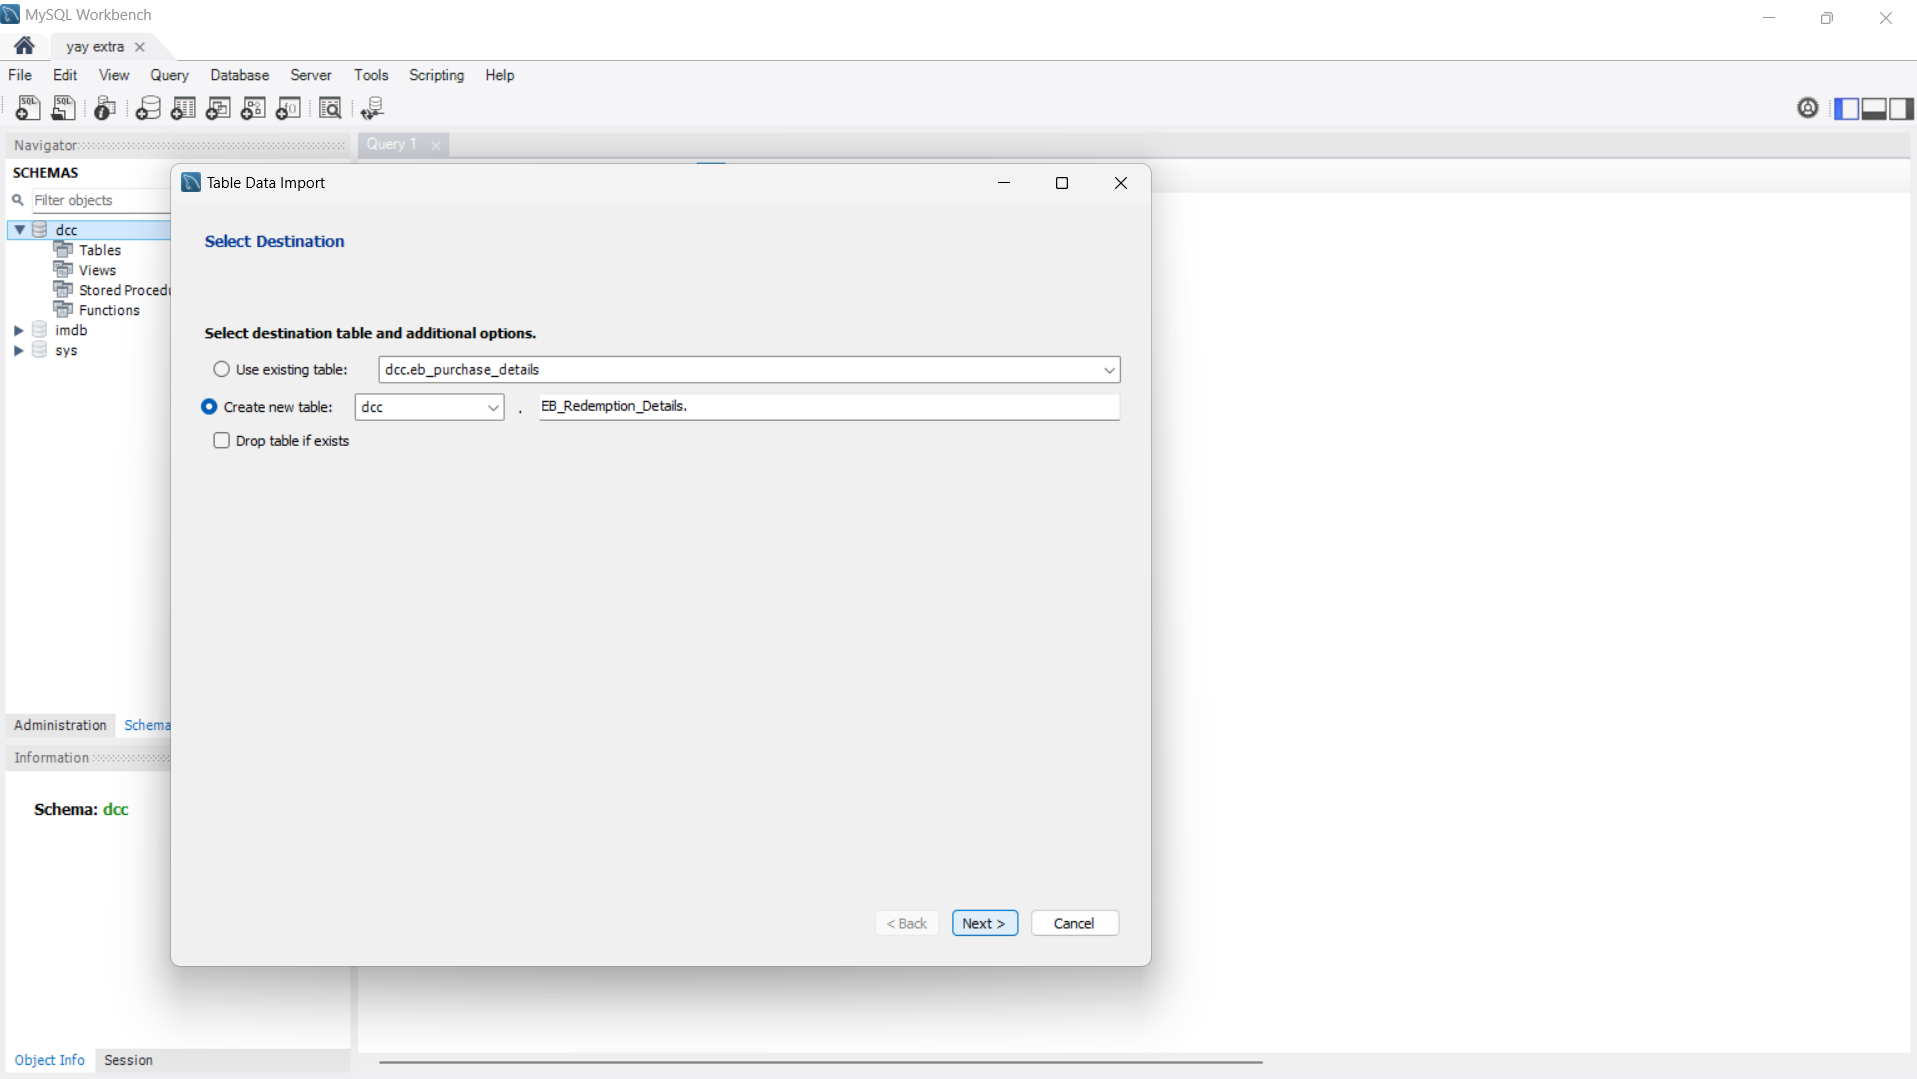 MySQL Workbench
yay extra
File Edit View Query Database Server Tools Scripting Help
Navigator
Query 1
SCHEMAS
Filter objects
dcc
Tables
Views
Stored
Functions
imdb
sys
Administration
Information
Schema: dcc
Object Info Session
Table Data Import
Select Destination
Select destination table and additional options.
Use existing table: dcc.eb_purchase_details
Create new table: dcc . EB_Redemption_Details.
Drop table if exists
< Back Next > Cancel